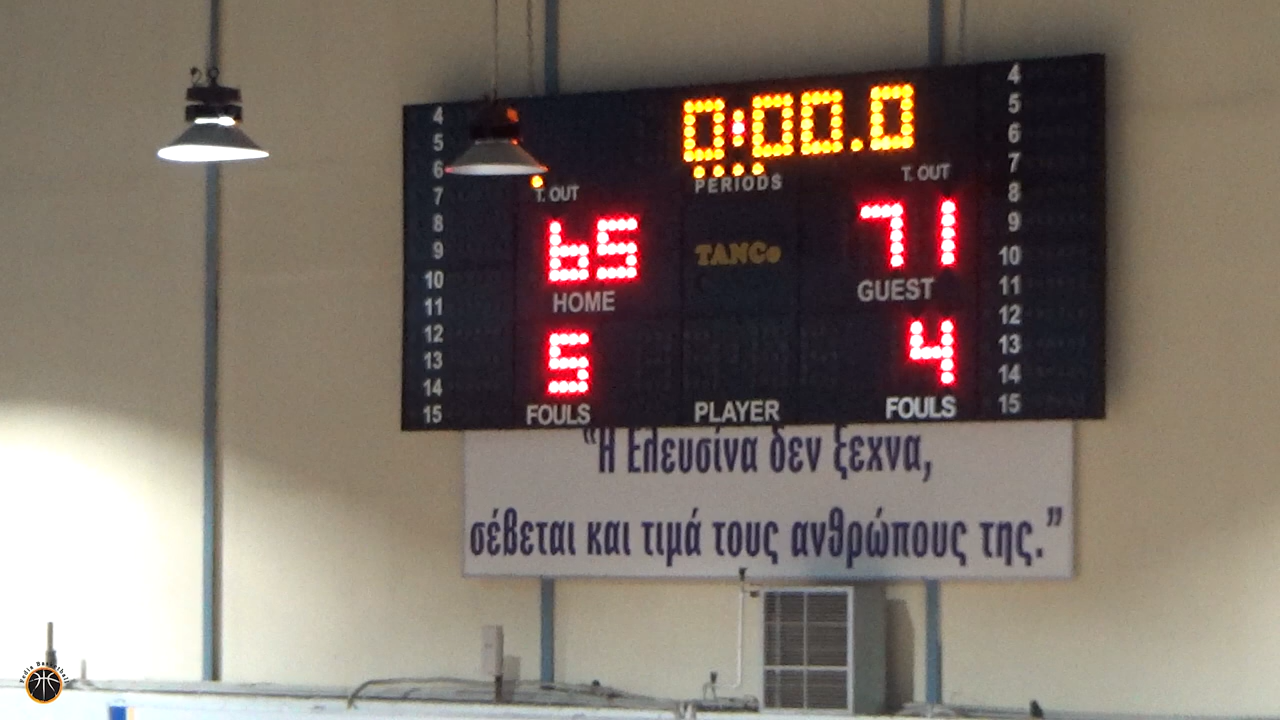 0:00.0
T. OUT PERIODS T. OUT
65 TANGO 71
HOME GUEST
5 4
FOULS PLAYER FOULS
4 4
5 5
6 6
7 7
8 8
9 9
10 10
11 11
12 12
13 13
14 14
15 15
“Η Ελευσίνα δεν ξεχνα,
σέβεται και τιμά τους ανθρώπους της.”